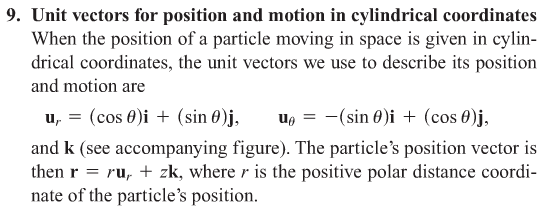 9. Unit vectors for position and motion in cylindrical coordinates
When the position of a particle moving in space is given in cylin-
drical coordinates, the unit vectors we use to describe its position
and motion are
u_r = (cos θ)i + (sin θ)j, u_θ = −(sin θ)i + (cos θ)j,
and k (see accompanying figure). The particle's position vector is
then r = ru_r + zk, where r is the positive polar distance coordi-
nate of the particle's position.